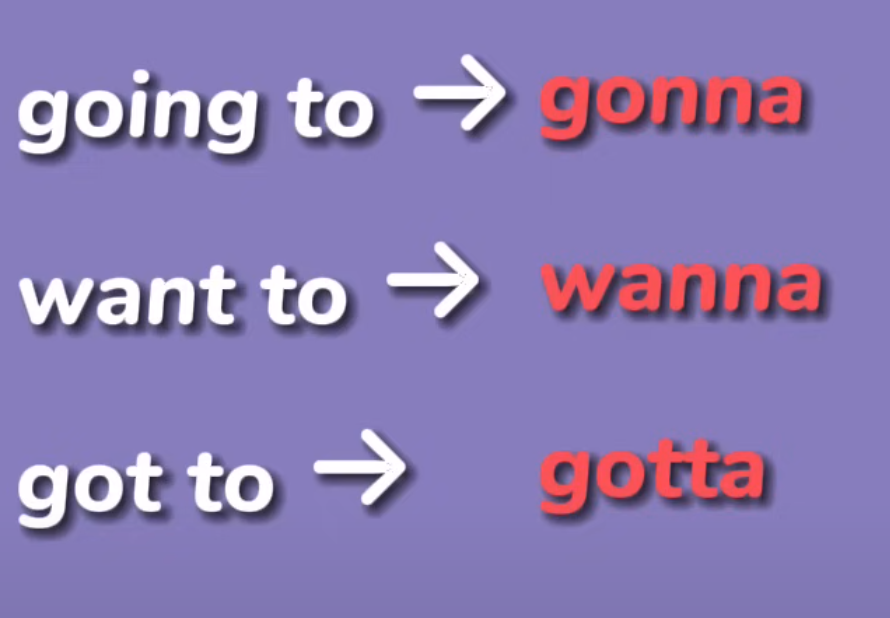 going to → gonna
want to → wanna
got to → gotta